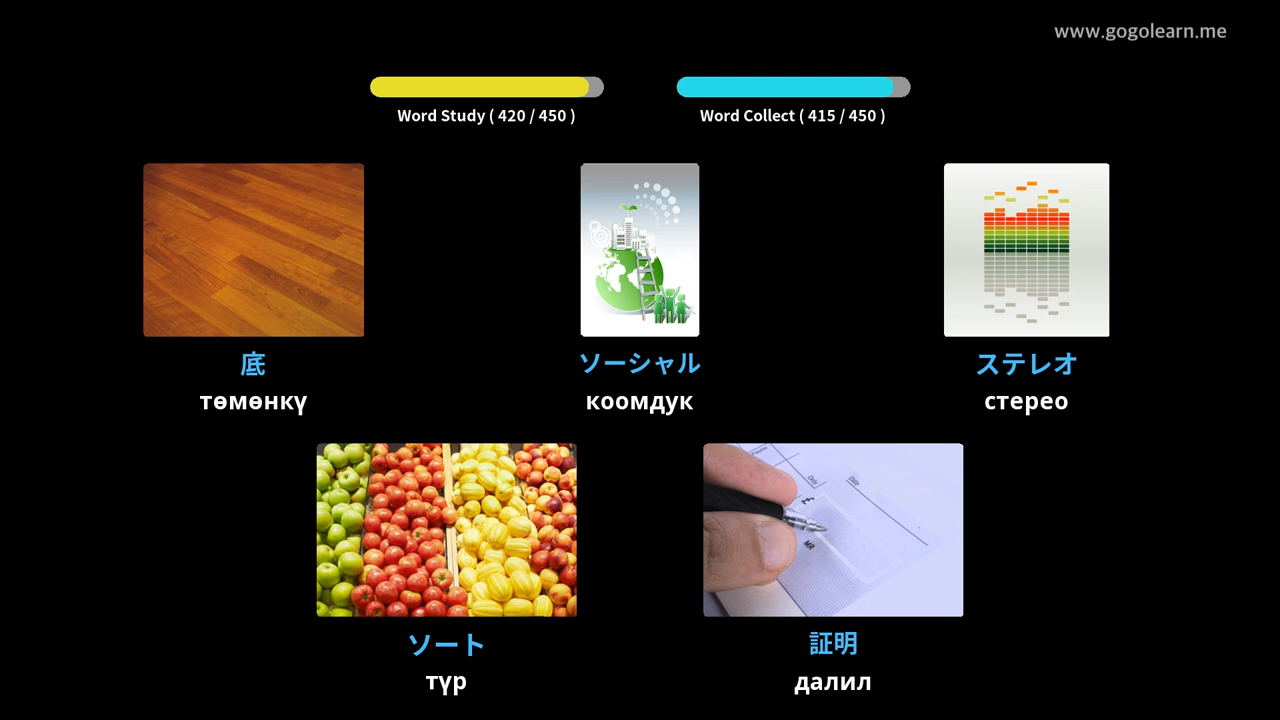 www.gogolearn.me
Word Study ( 420 / 450 )
Word Collect ( 415 / 450 )
底
төмөнкү
ソーシャル
коомдук
ステレオ
стерео
ソート
түр
証明
далил
Date